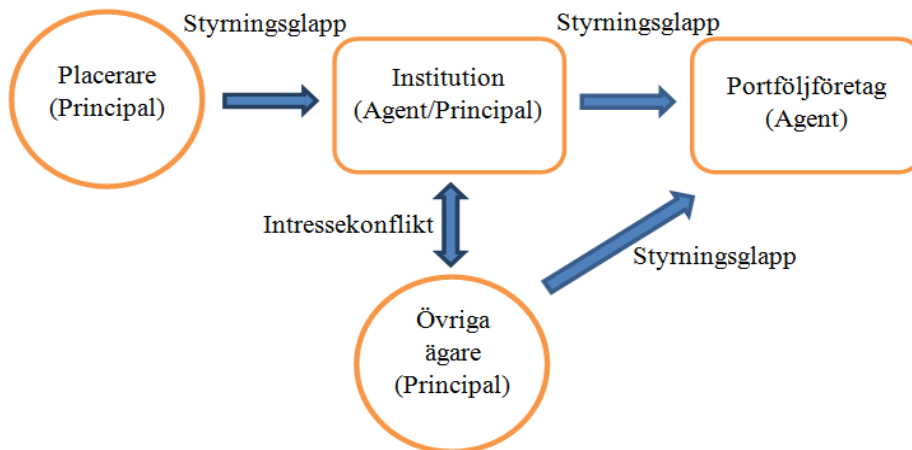 Styrningsglapp
Styrningsglapp
Placerare
(Principal)
Institution
(Agent/Principal)
Portföljföretag
(Agent)
Intressekonflikt
Styrningsglapp
Övriga
ägare
(Principal)